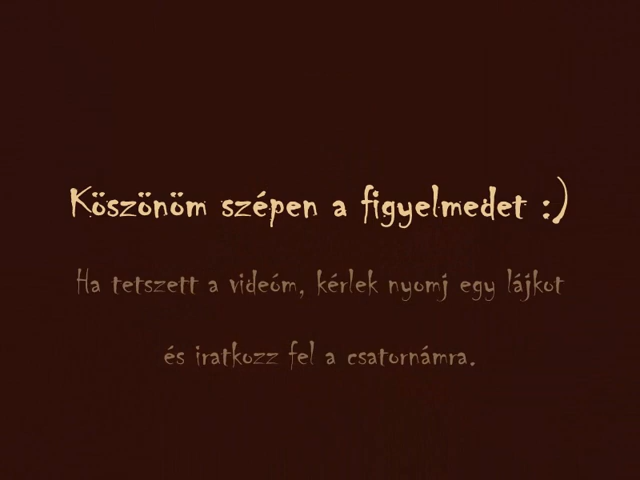 Köszönöm szépen a figyelmedet :)
Ha tetszett a videóm, kérlek nyomj egy lájkot
és iratkozz fel a csatornámra.